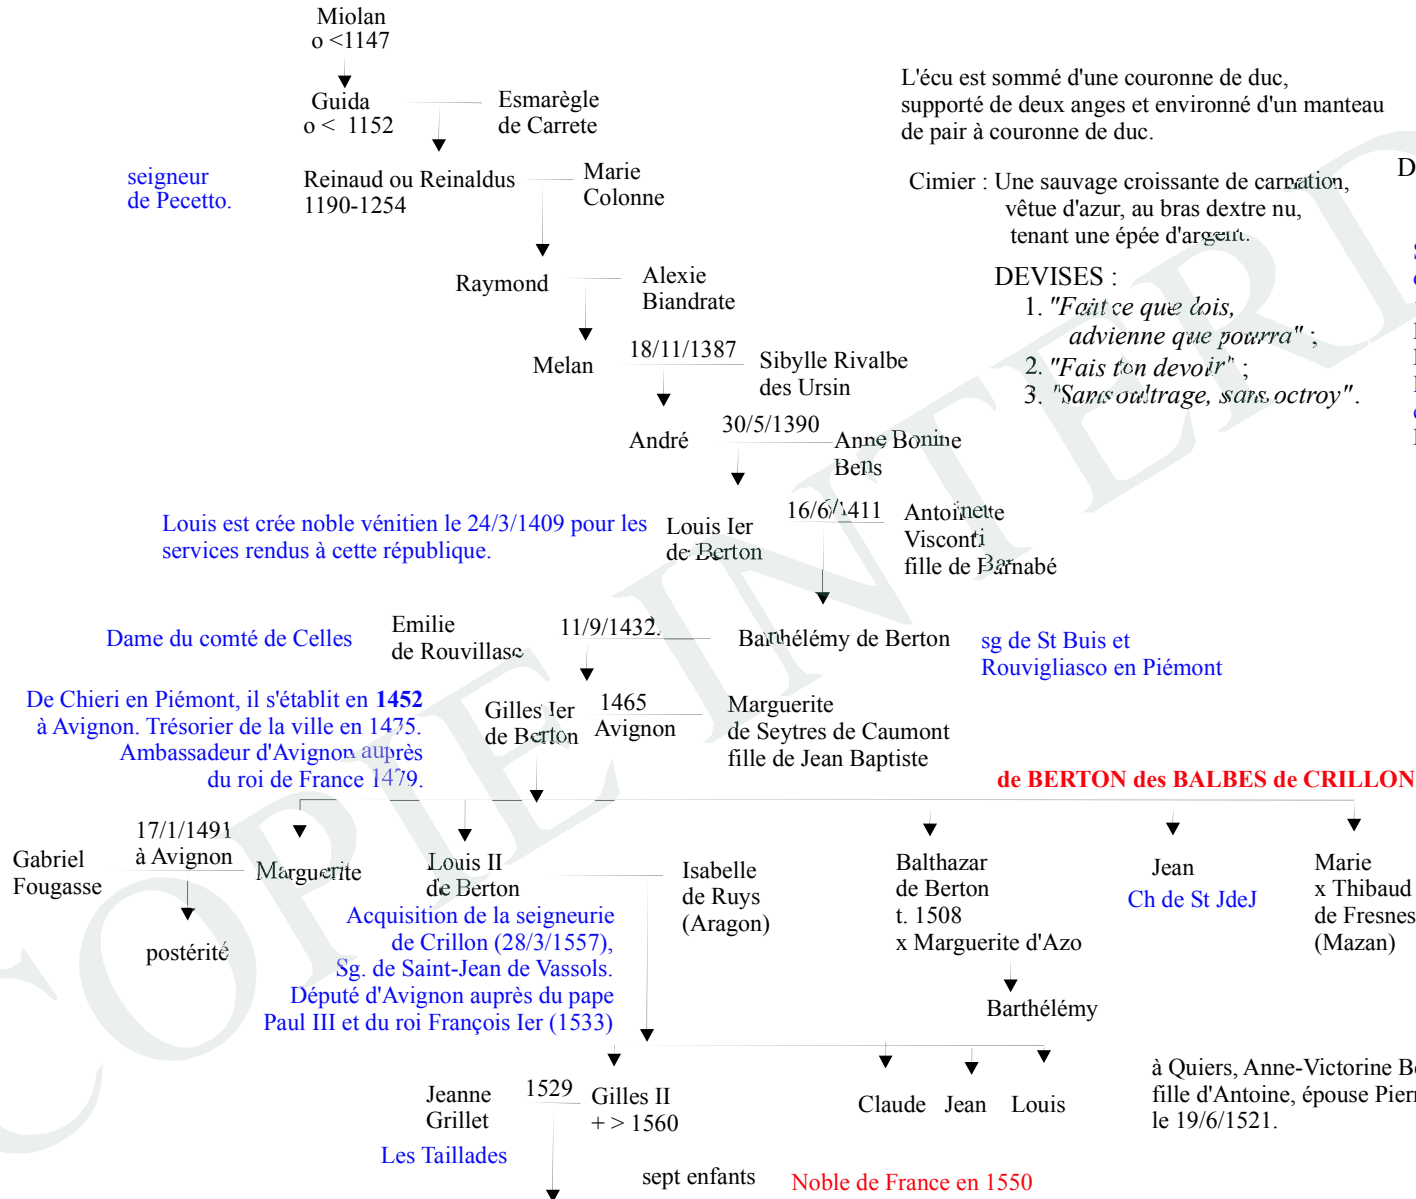 Miolan
o <1147
Guida
o < 1152
Esmarègle
de Carrete
L'écu est sommé d'une couronne de duc,
supporté de deux anges et environné d'un manteau
de pair à couronne de duc.
seigneur
de Pecetto.
Reinaud ou Reinaldus
1190-1254
Marie
Colonne
Cimier : Une sauvage croissante de carnation,
vêtue d'azur, au bras dextre nu,
tenant une épée d'argent.
D
Raymond
Alexie
Biandrate
DEVISES :
1. "Fait ce que dois,
advienne que pourra" ;
2. "Fais ton devoir" ;
3. "Sans oultrage, sans octroy".
Melan
18/11/1387
Sibylle Rivalbe
des Ursin
André
30/5/1390
Anne Bonine
Bens
Louis est crée noble vénitien le 24/3/1409 pour les
services rendus à cette république.
Louis Ier
de Berton
16/6/1411
Antoinette
Visconti
fille de Barnabé
Dame du comté de Celles
Emilie
de Rouvillasc
11/9/1432.
Barthélémy de Berton
sg de St Buis et
Rouvigliasco en Piémont
De Chieri en Piémont, il s'établit en 1452
à Avignon. Trésorier de la ville en 1475.
Ambassadeur d'Avignon auprès
du roi de France 1479.
Gilles Ier
de Berton
1465
Avignon
Marguerite
de Seytres de Caumont
fille de Jean Baptiste
de BERTON des BALBES de CRILLON
Gabriel
Fougasse
17/1/1491
à Avignon
Marguerite
postérité
Louis II
de Berton
Acquisition de la seigneurie
de Crillon (28/3/1557),
Sg. de Saint-Jean de Vassols.
Député d'Avignon auprès du pape
Paul III et du roi François Ier (1533)
Isabelle
de Ruys
(Aragon)
Balthazar
de Berton
t. 1508
x Marguerite d'Azo
Barthélémy
Jean
Ch de St JdeJ
Marie
x Thibaud
de Fresnes
(Mazan)
Jeanne
Grillet
Les Taillades
1529
Gilles II
+ > 1560
Claude
Jean
Louis
à Quiers, Anne-Victorine
fille d'Antoine, épouse
le 19/6/1521.
sept enfants
Noble de France en 1550
COPIE